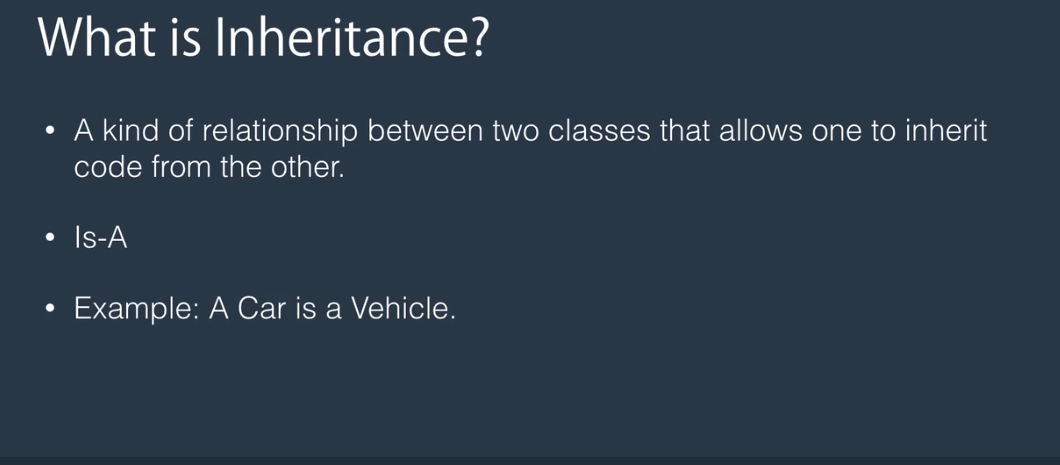 What is Inheritance?
• A kind of relationship between two classes that allows one to inherit
code from the other.
• Is-A
• Example: A Car is a Vehicle.